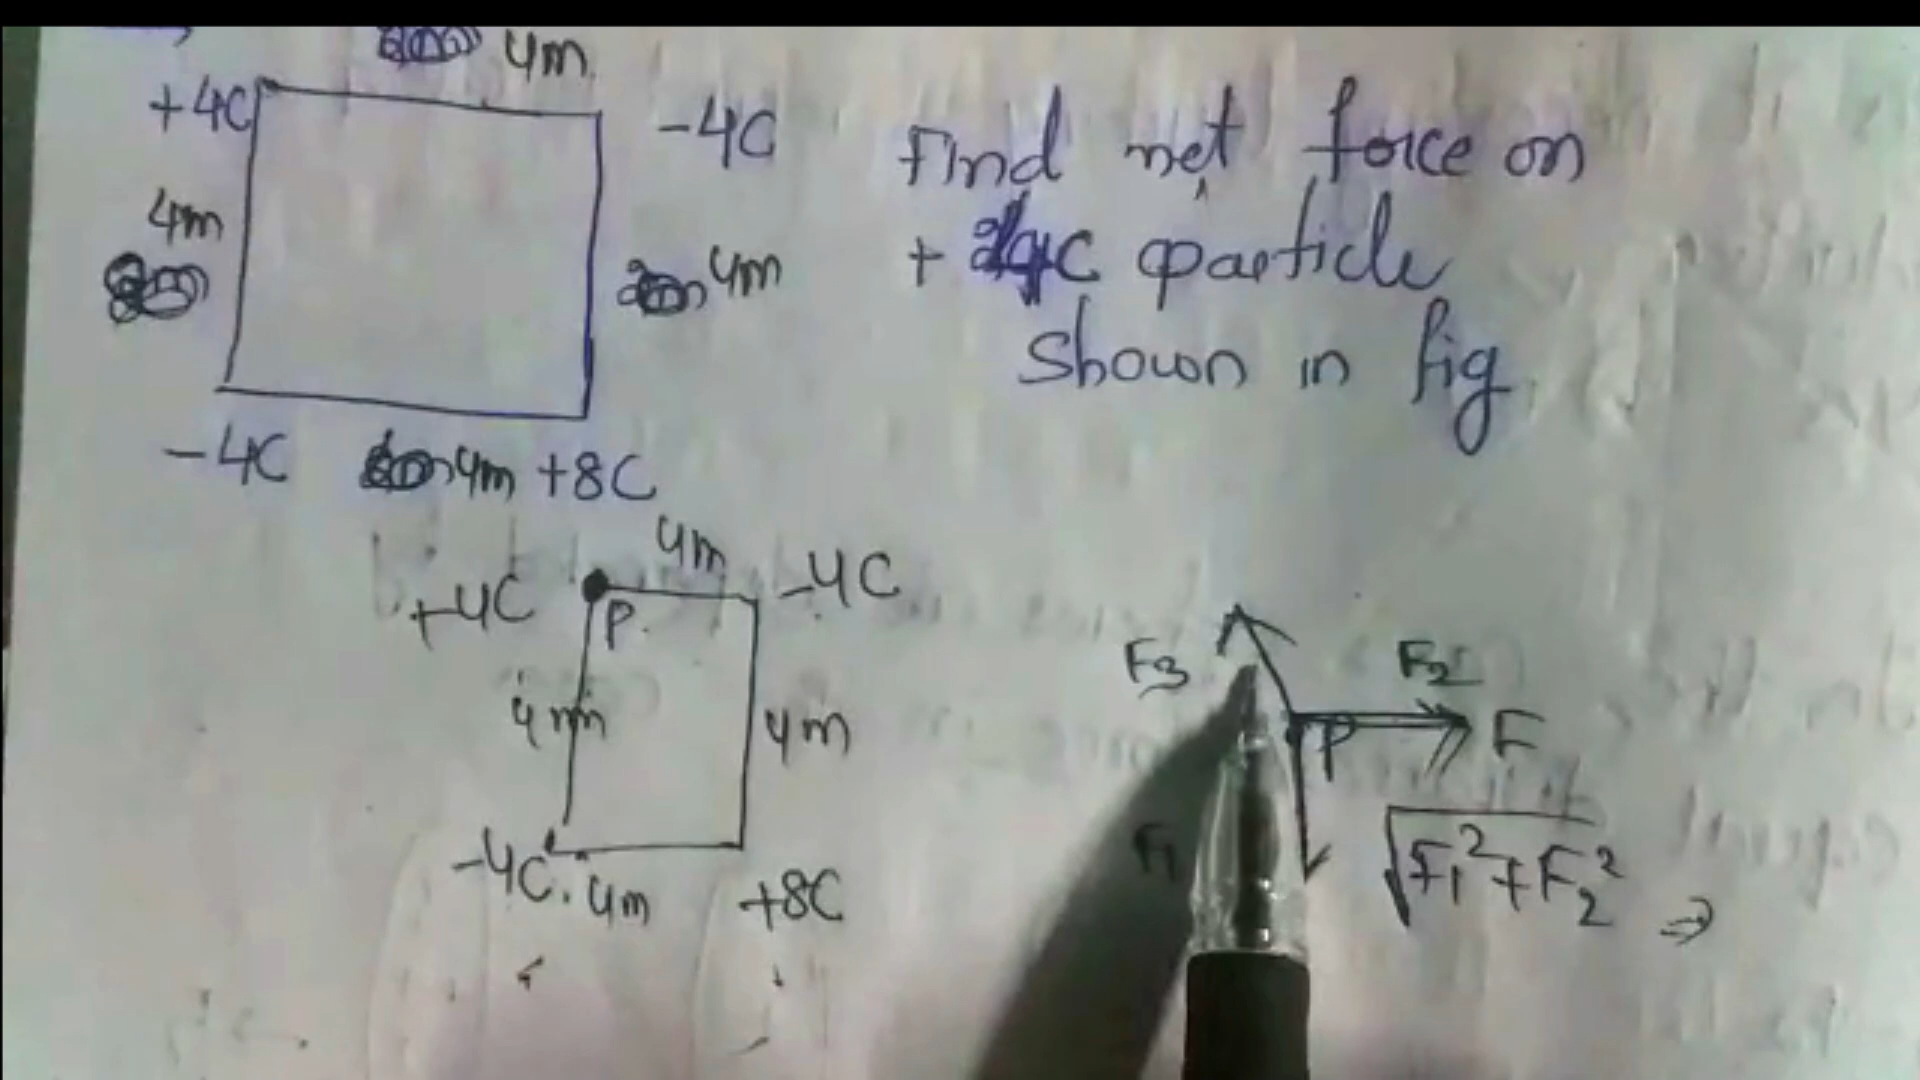 4m
+4C
-4C
Find net force on
4m
4m
+ 4C particle
shown in fig
-4C
4m +8C
4m
+4C
-4C
P.
4m
4m
-4C.
4m
+8C
F3
F2
P
F
F1
√F1²+F2² ⇒